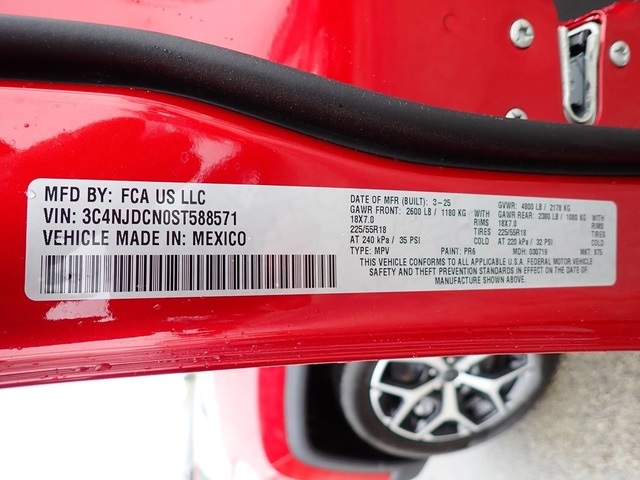 MFD BY: FCA US LLC
VIN: 3C4NJDCN0ST588571
VEHICLE MADE IN: MEXICO
DATE OF MFR (BUILT): 3-25
GVWR: 4800 LB / 2178 KG
GAWR FRONT: 2600 LB / 1180 KG WITH
GAWR REAR: 2380 LB / 1080 KG WITH
18X7.0 RIMS
18X7.0 RIMS
225/55R18 TIRES
225/55R18 TIRES
AT 240 kPa / 35 PSI COLD
AT 220 kPa / 32 PSI COLD
TYPE: MPV PAINT: PR6 MDH: 030719 MKT: K75
THIS VEHICLE CONFORMS TO ALL APPLICABLE U.S.A. FEDERAL MOTOR VEHICLE
SAFETY AND THEFT PREVENTION STANDARDS IN EFFECT ON THE DATE OF
MANUFACTURE SHOWN ABOVE.